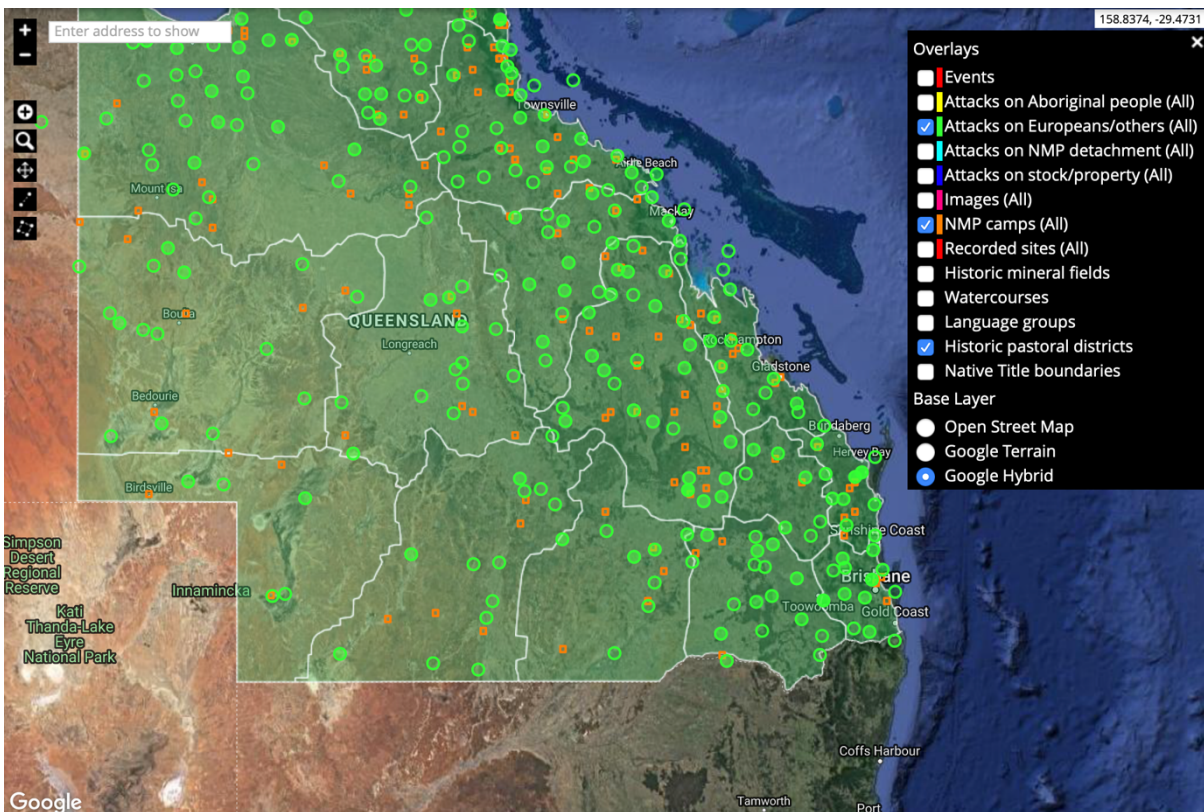 +
-
Enter address to show
158.8374, -29.4731
Overlays
Events
Attacks on Aboriginal people (All)
Attacks on Europeans/others (All)
Attacks on NMP detachment (All)
Attacks on stock/property (All)
Images (All)
NMP camps (All)
Recorded sites (All)
Historic mineral fields
Watercourses
Language groups
Historic pastoral districts
Native Title boundaries
Base Layer
Open Street Map
Google Terrain
Google Hybrid
Townsville
Airlie Beach
Mount Isa
Mackay
Boulia
QUEENSLAND
Longreach
Rockhampton
Gladstone
Bedourie
Bundaberg
Hervey Bay
Birdsville
Sunshine Coast
Simpson
Desert
Regional
Reserve
Innamincka
Brisbane
Toowoomba
Gold Coast
Kati
Thanda-Lake
Eyre
National Park
Coffs Harbour
Tamworth
Port
Google